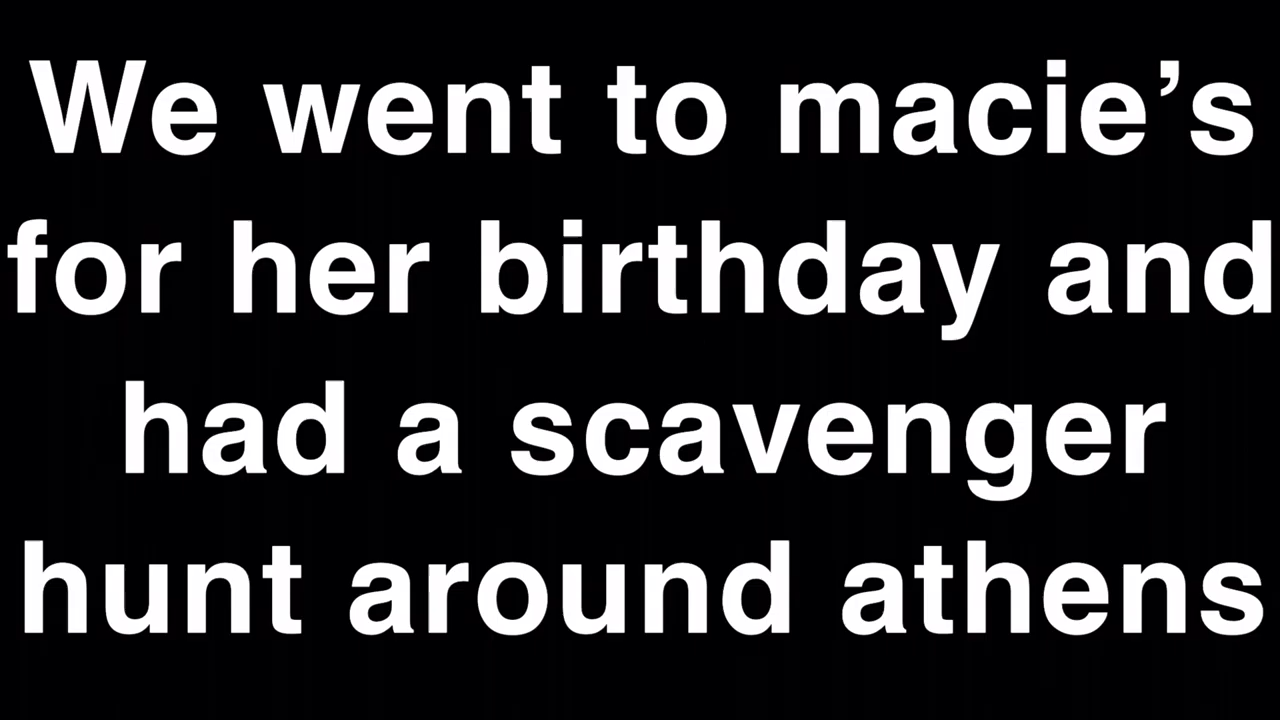 We went to macie’s
for her birthday and
had a scavenger
hunt around athens